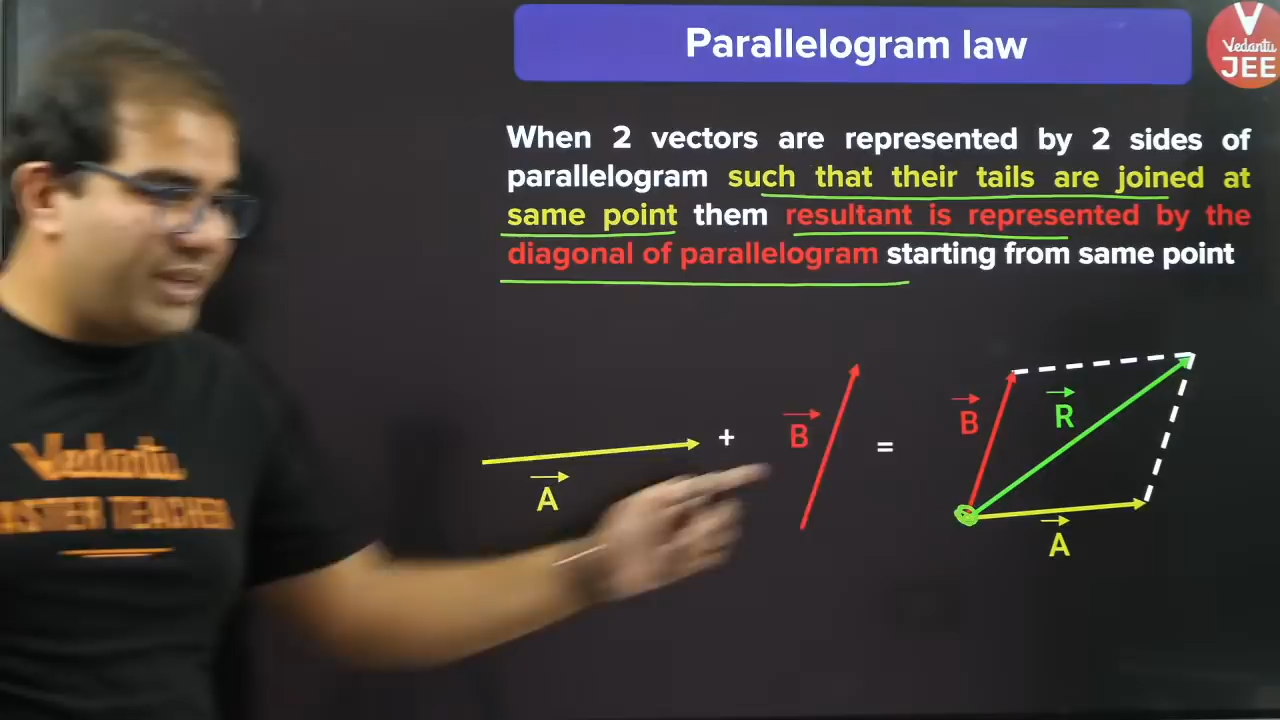 Parallelogram law
V
Vedantu
JEE
When 2 vectors are represented by 2 sides of
parallelogram such that their tails are joined at
same point them resultant is represented by the
diagonal of parallelogram starting from same point
A
+
B
=
B
R
A
Vedantu
MASTER TEACHER